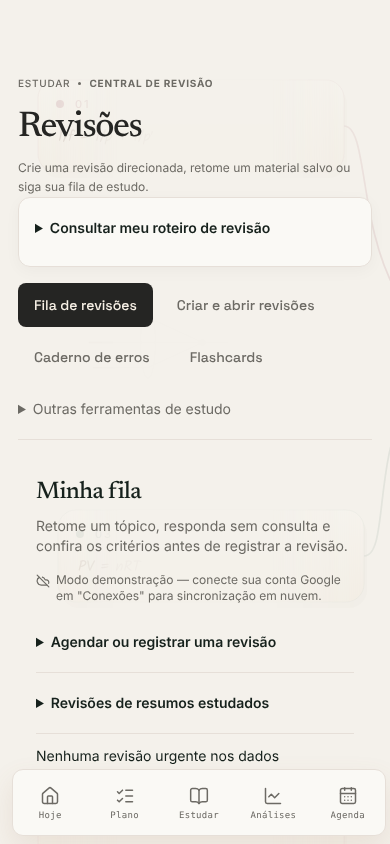 ESTUDAR • CENTRAL DE REVISÃO
Revisões
Crie uma revisão direcionada, retome um material salvo ou
siga sua fila de estudo.
Consultar meu roteiro de revisão
Fila de revisões
Criar e abrir revisões
Caderno de erros
Flashcards
Outras ferramentas de estudo
Minha fila
Retome um tópico, responda sem consulta e
confira os critérios antes de registrar a revisão.
Modo demonstração — conecte sua conta Google
em "Conexões" para sincronização em nuvem.
Agendar ou registrar uma revisão
Revisões de resumos estudados
Nenhuma revisão urgente nos dados
Hoje
Plano
Estudar
Análises
Agenda